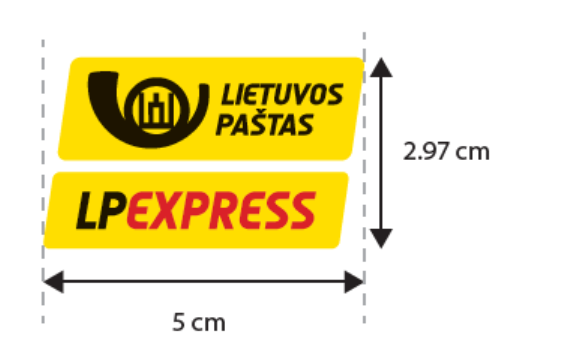 LIETUVOS
PAŠTAS
LPEXPRESS
2.97 cm
5 cm